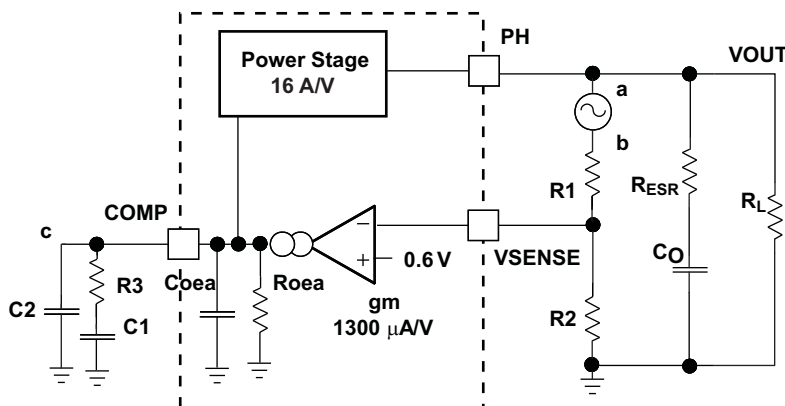 PH
VOUT
Power Stage
16 A/V
a
b
R1
RESR
RL
COMP
c
VSENSE
0.6 V
Coea
Roea
R3
CO
C2
C1
gm
1300 μA/V
R2
−
+